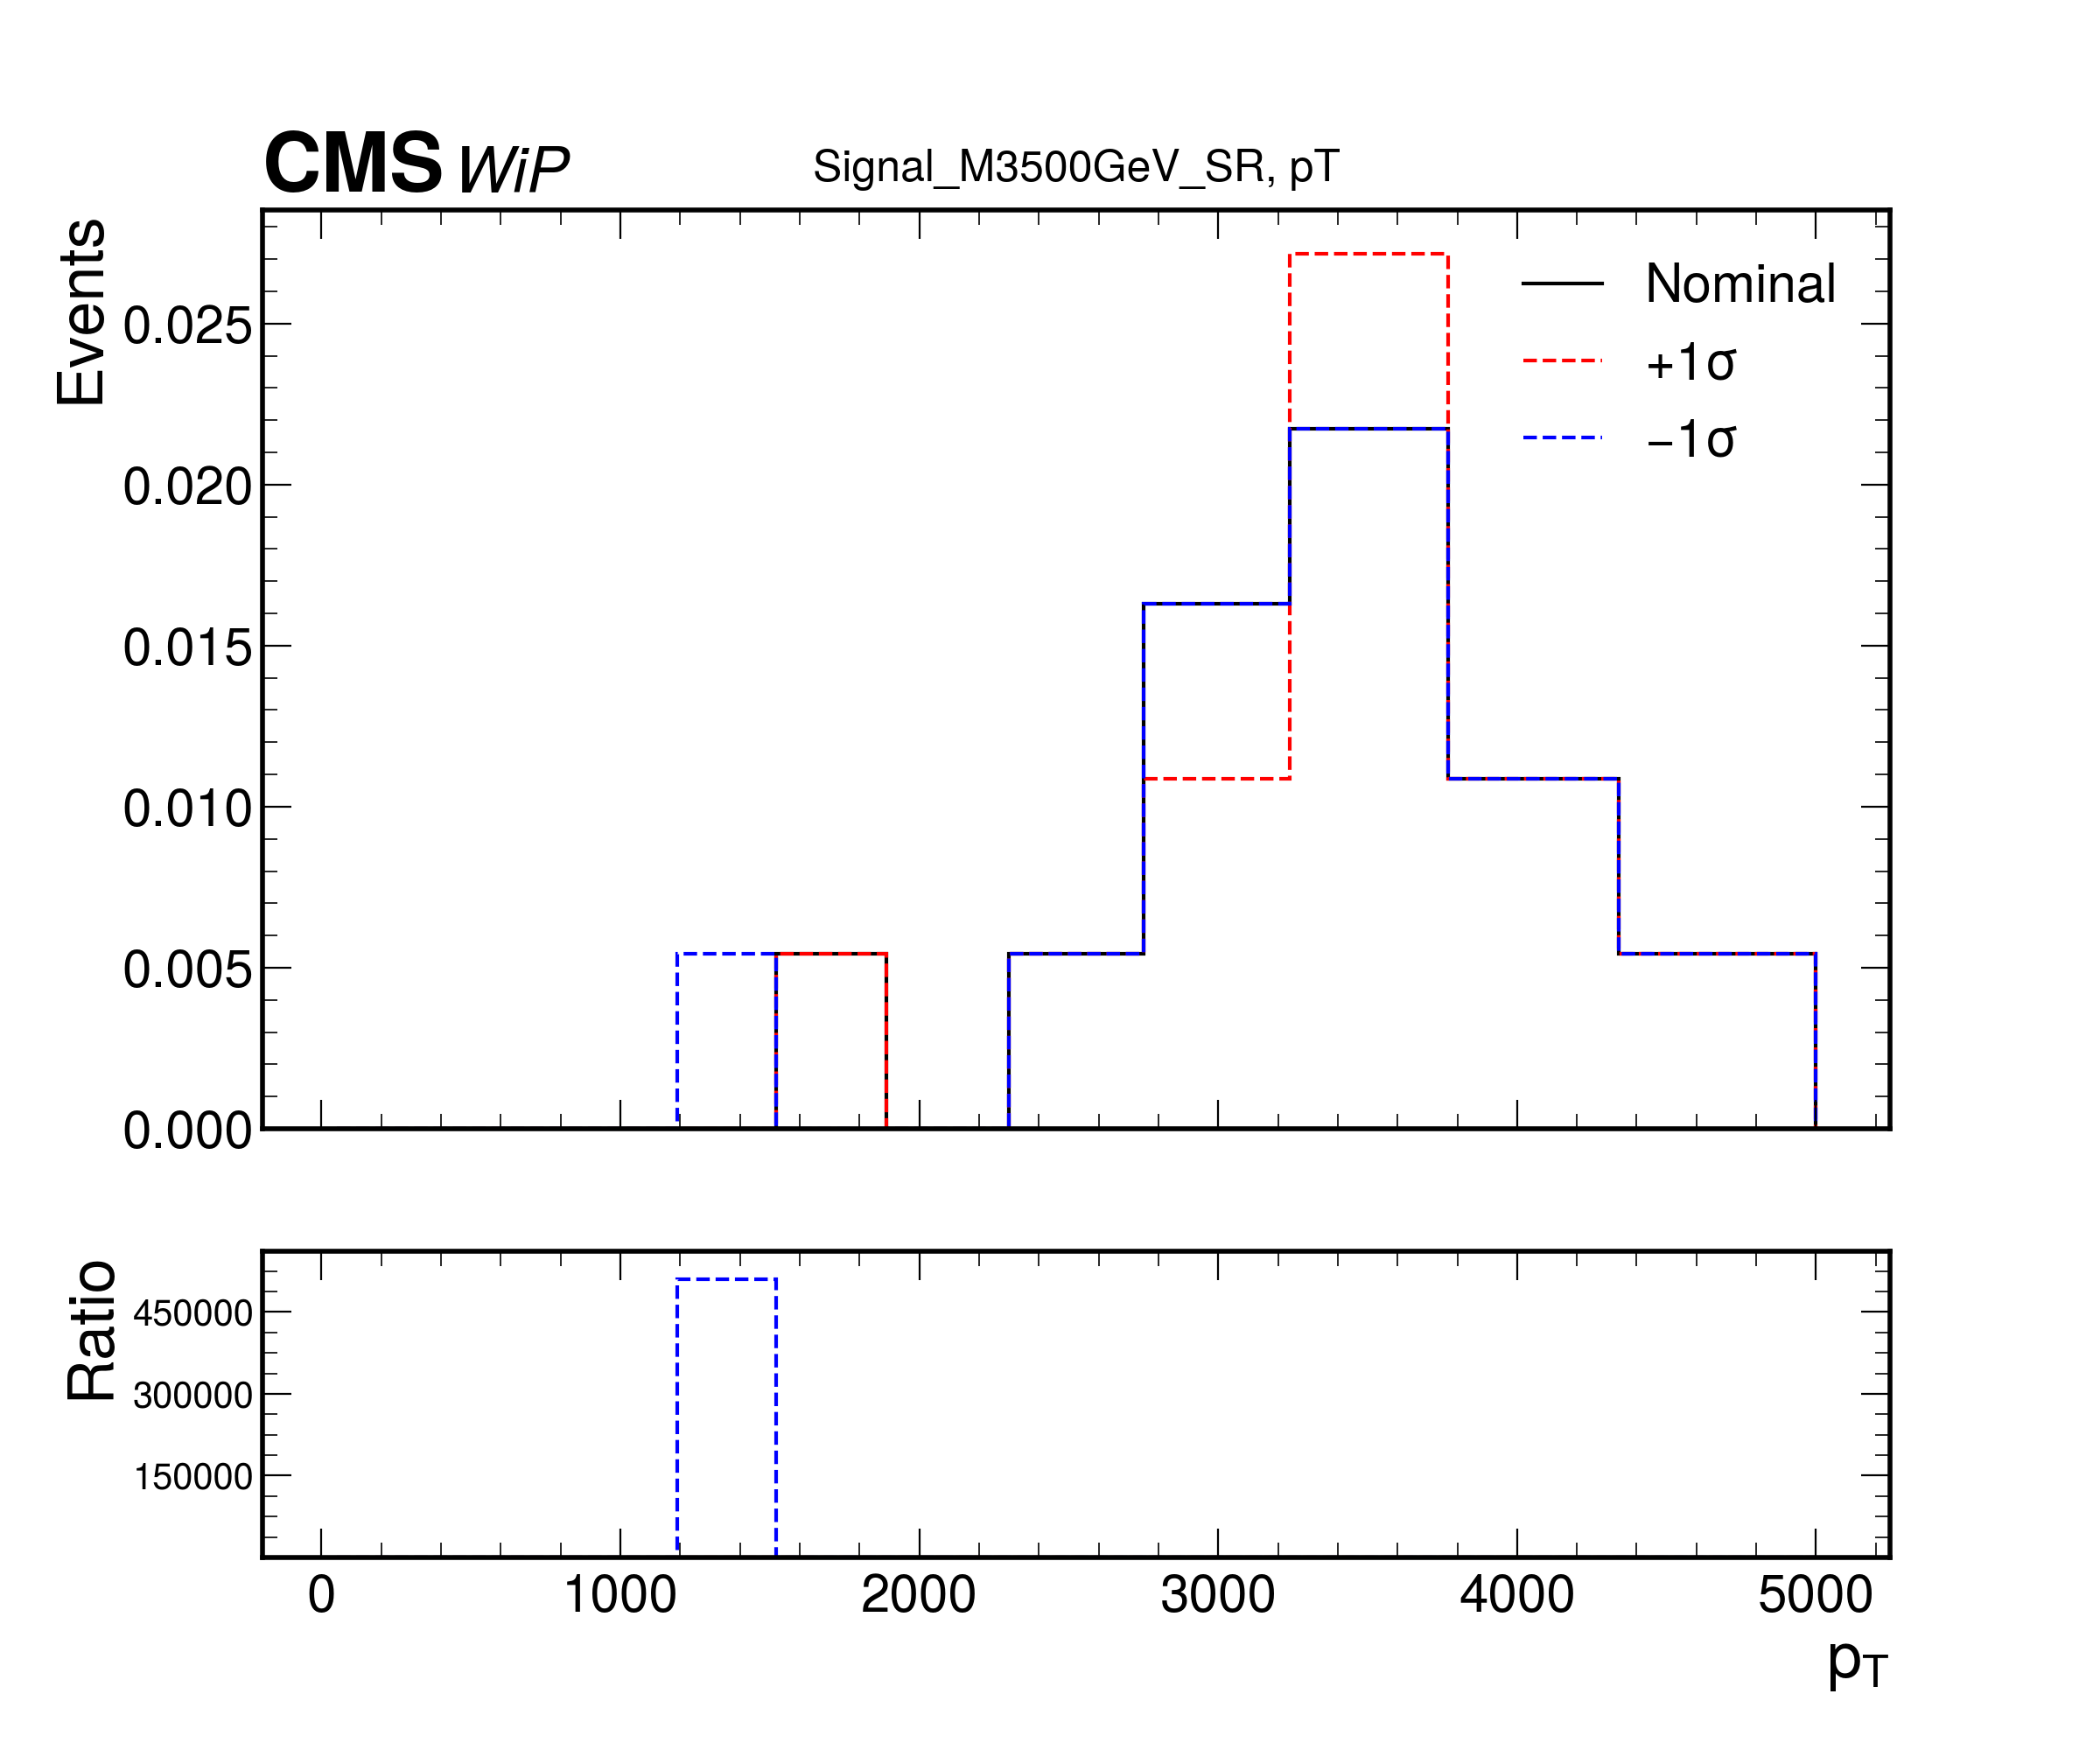 CMS WiP Signal_M3500GeV_SR, pT
Events
0.025
0.020
0.015
0.010
0.005
0.000
Nominal
+1σ
−1σ
Ratio
450000
300000
150000
0 1000 2000 3000 4000 5000
pT